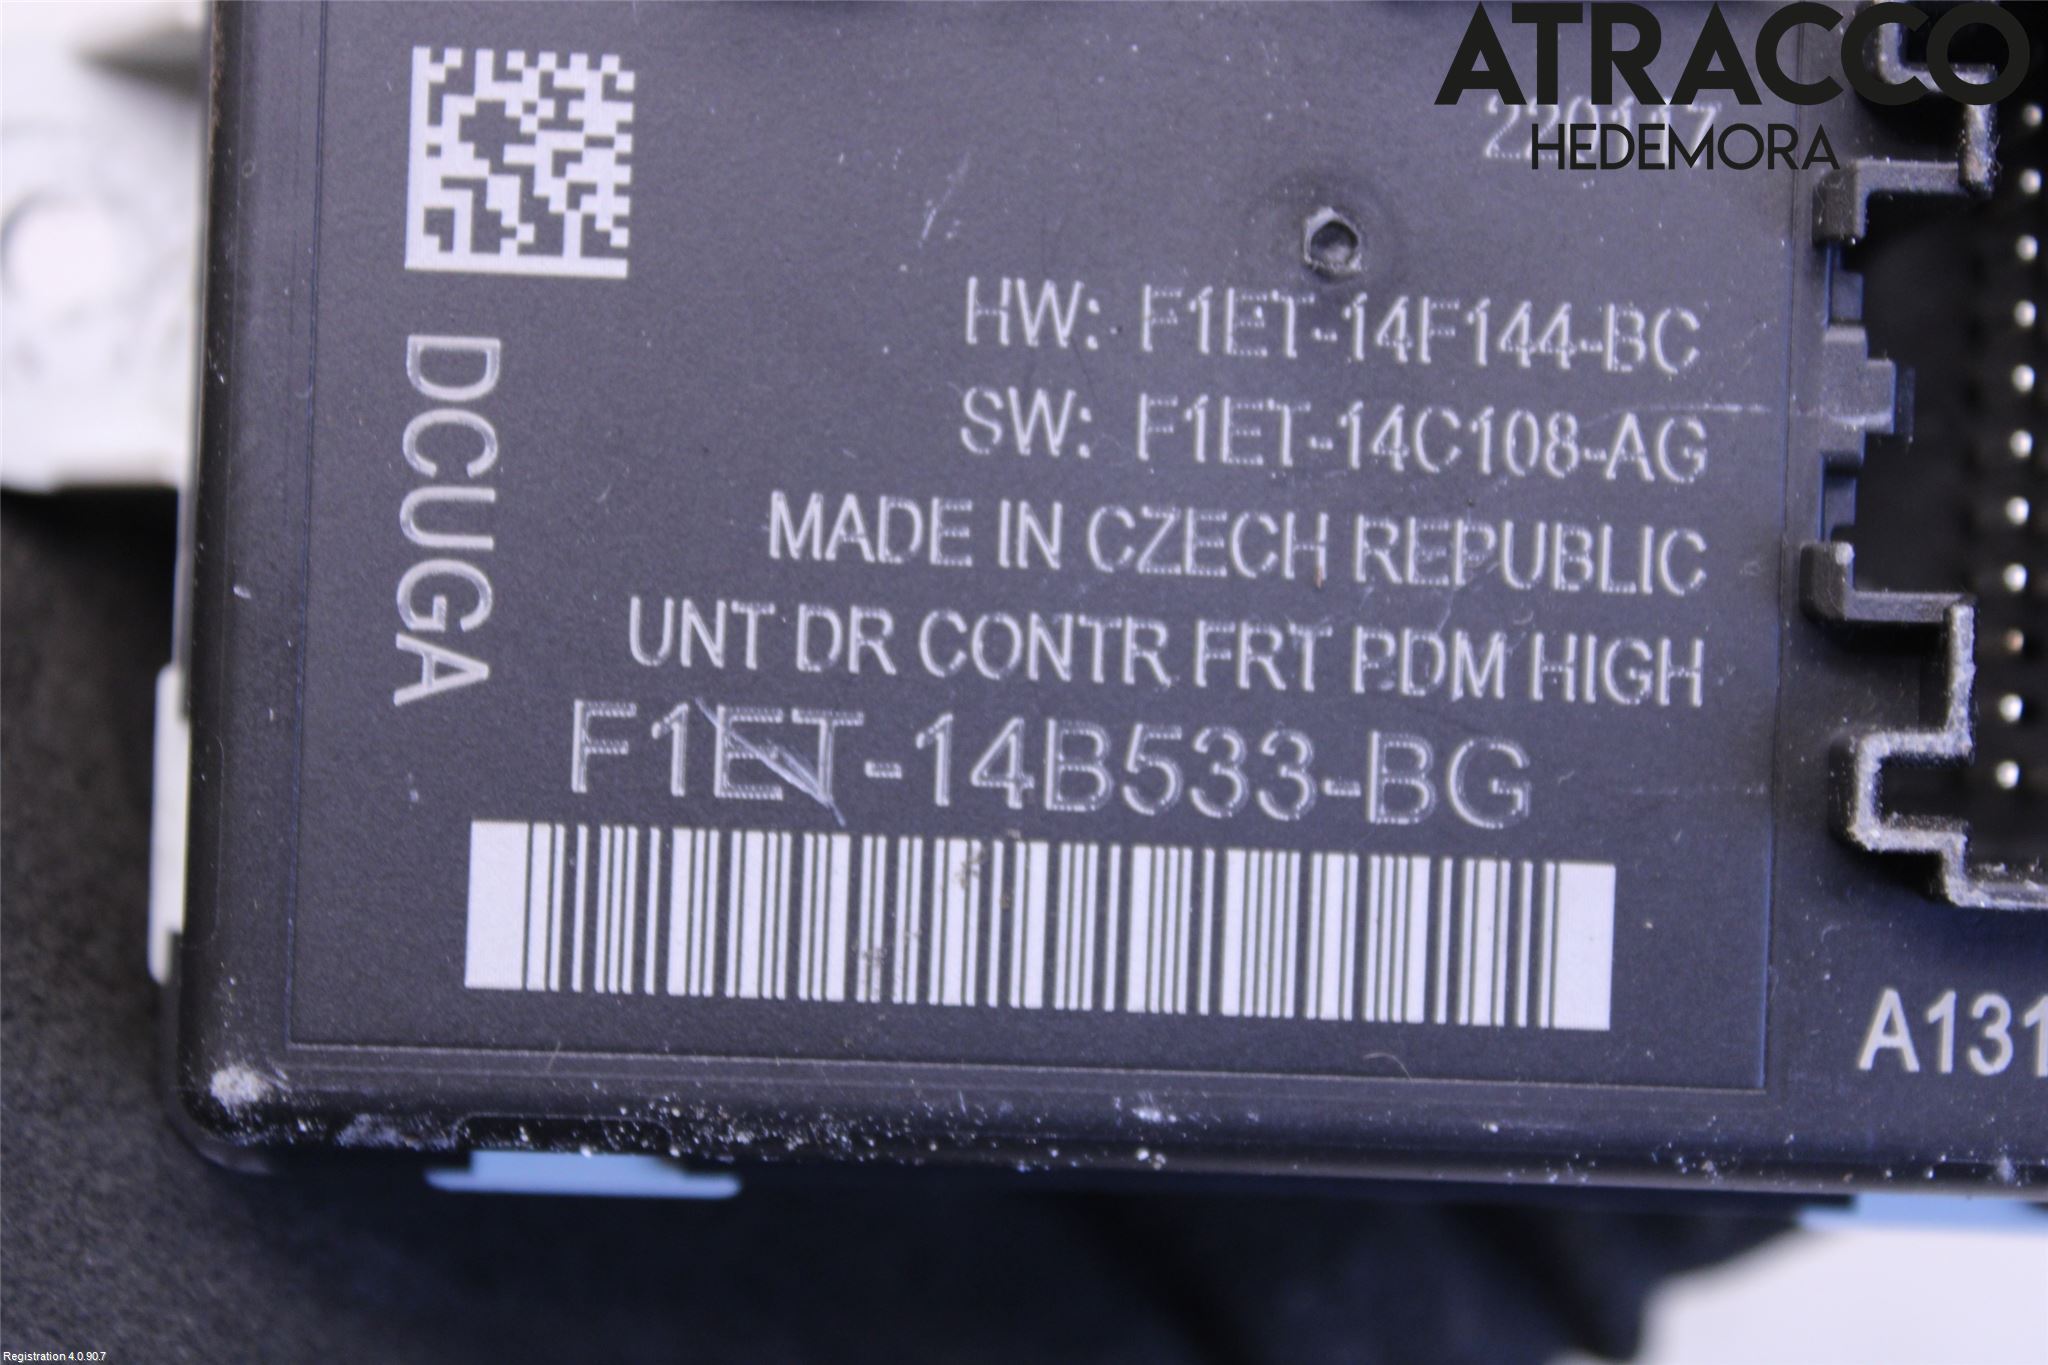 ATRACCO
HEDEMORA
DCUGA
HW: F1ET-14F144-BC
SW: F1ET-14C108-AG
MADE IN CZECH REPUBLIC
UNT DR CONTR FRT PDM HIGH
F1ET-14B533-BG
A131
Registration 4.0.90.7